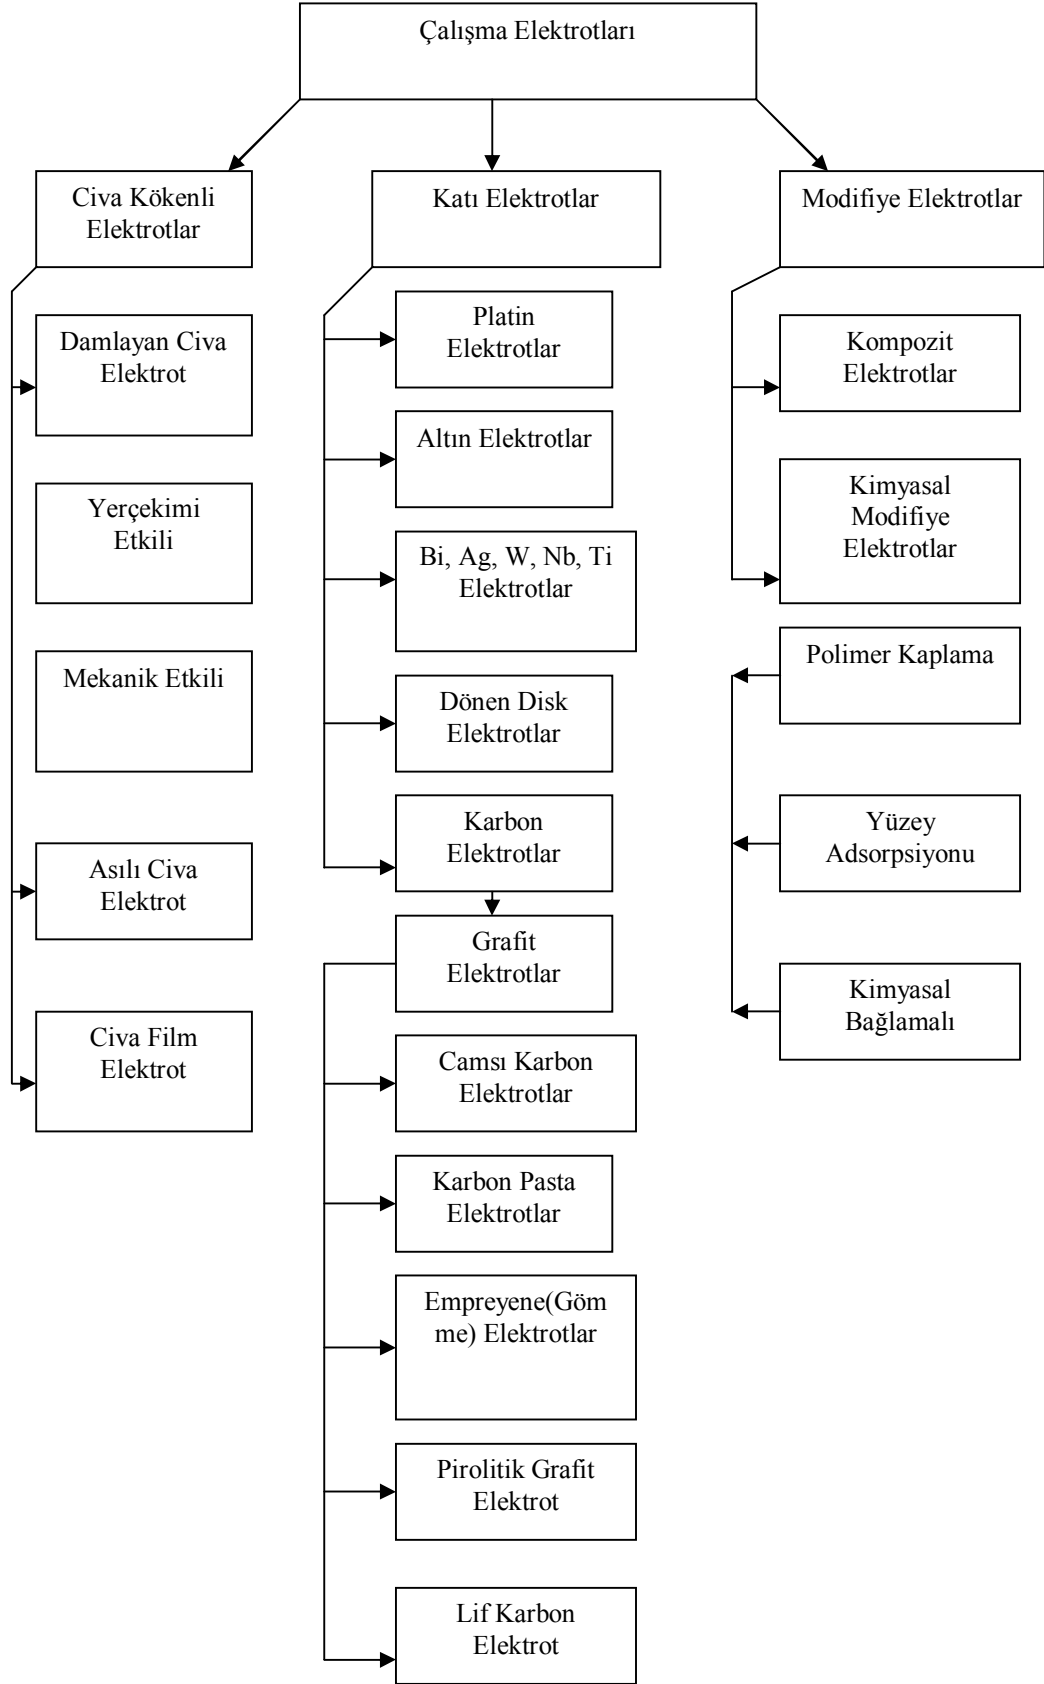 Çalışma Elektrotları
Civa Kökenli
Elektrotlar
Damlayan Civa
Elektrot
Yerçekimi
Etkili
Mekanik Etkili
Asılı Civa
Elektrot
Civa Film
Elektrot
Katı Elektrotlar
Platin
Elektrotlar
Altın Elektrotlar
Bi, Ag, W, Nb, Ti
Elektrotlar
Dönen Disk
Elektrotlar
Karbon
Elektrotlar
Grafit
Elektrotlar
Camsı Karbon
Elektrotlar
Karbon Pasta
Elektrotlar
Empreyene(Göm
me) Elektrotlar
Pirolitik Grafit
Elektrot
Lif Karbon
Elektrot
Modifiye Elektrotlar
Kompozit
Elektrotlar
Kimyasal
Modifiye
Elektrotlar
Polimer Kaplama
Yüzey
Adsorpsiyonu
Kimyasal
Bağlamalı